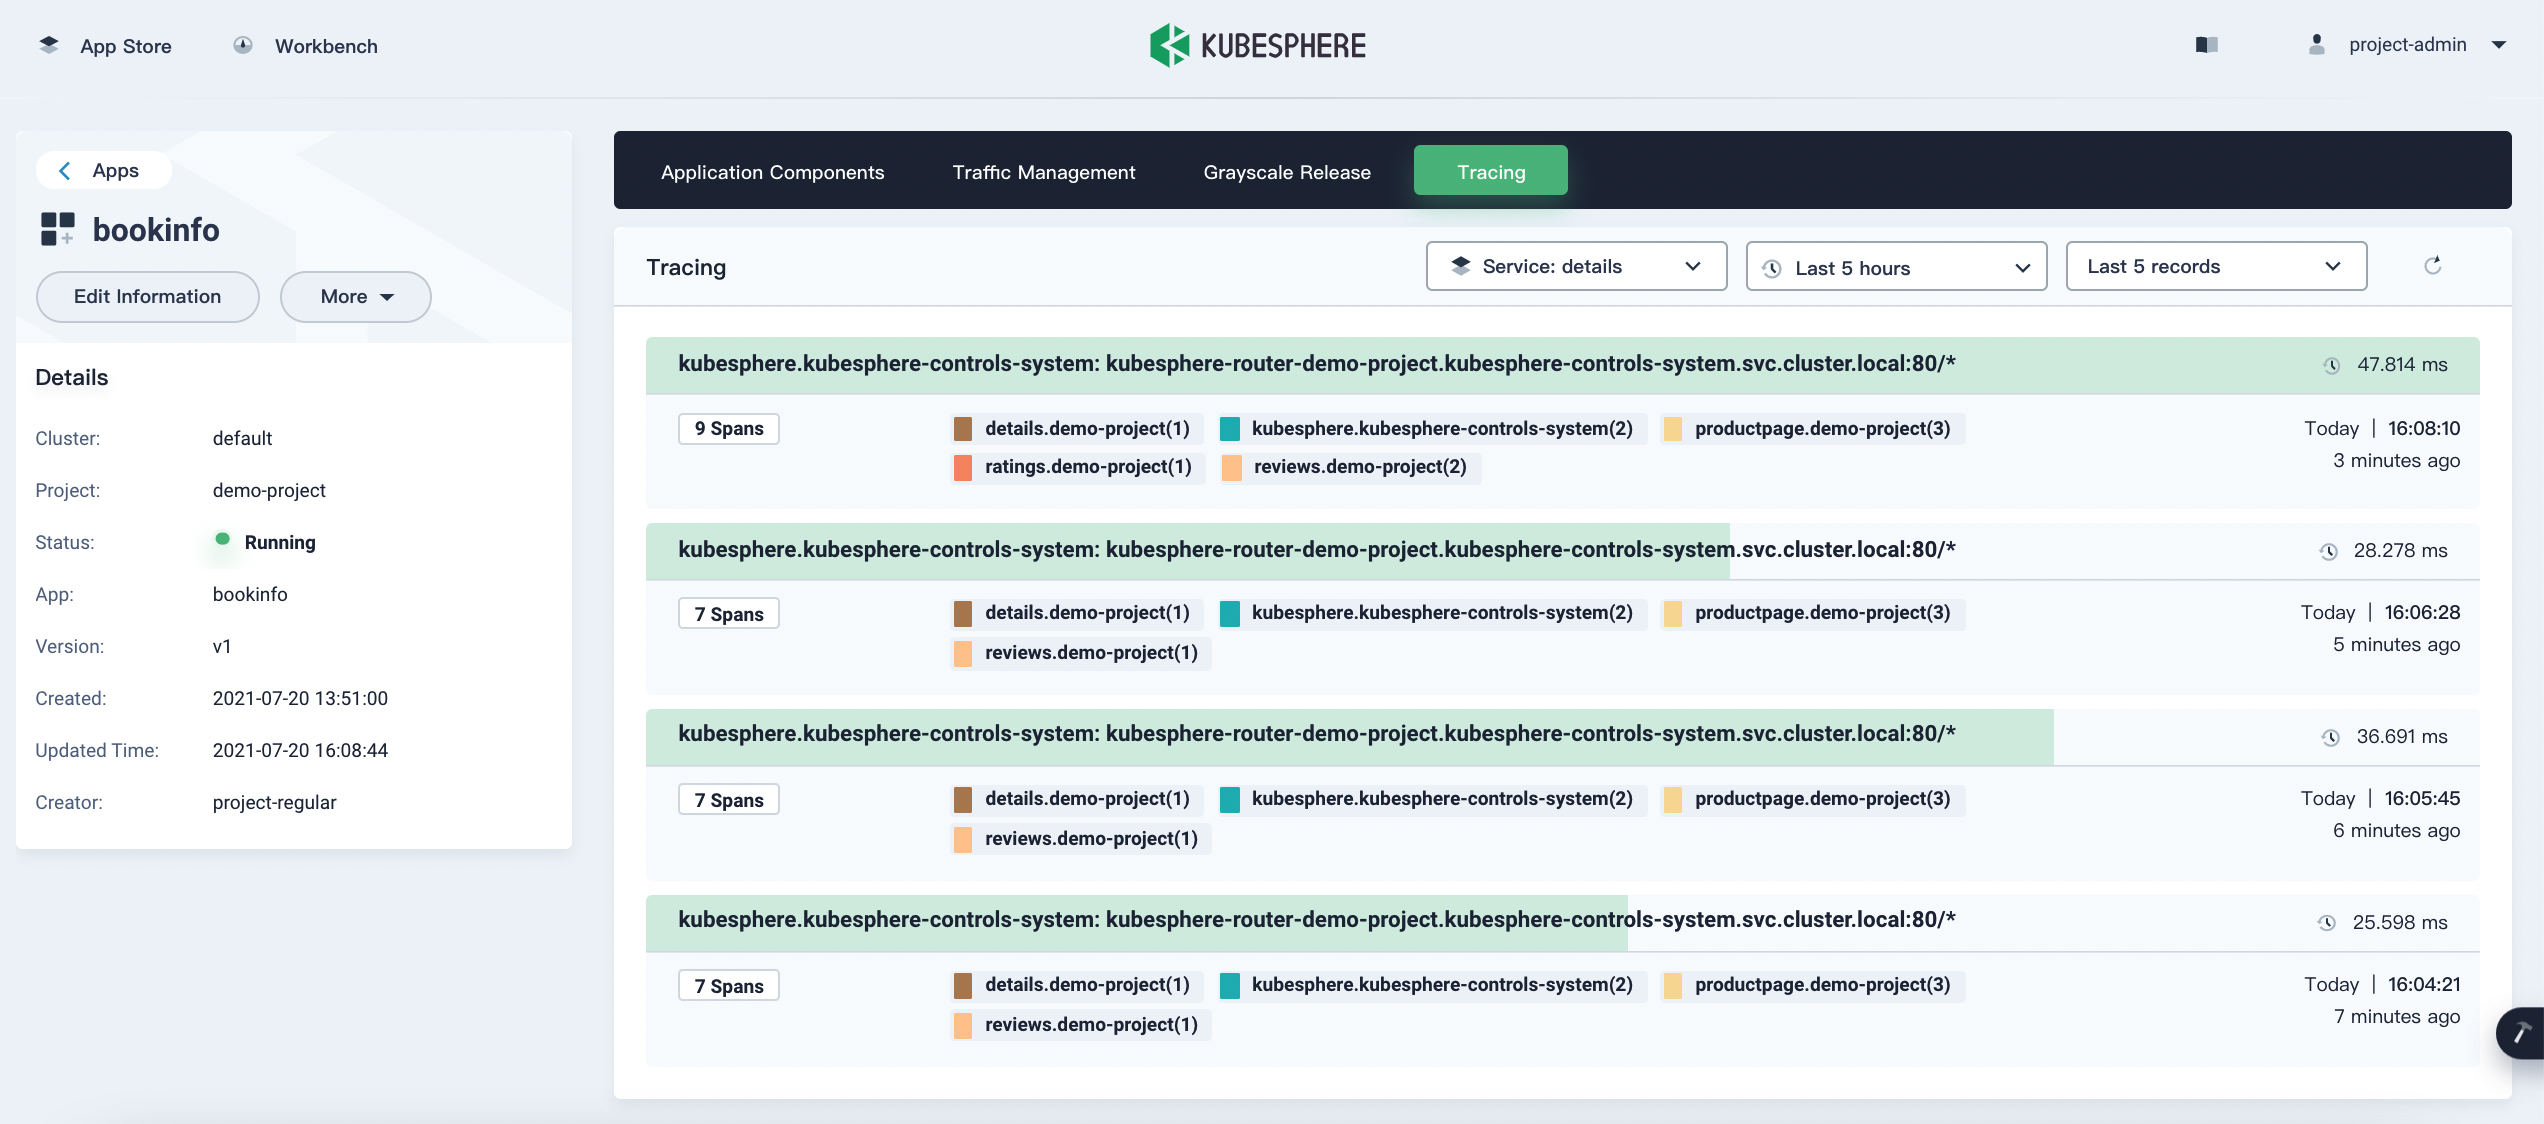 App Store
Workbench
KUBESPHERE
project-admin
Apps
bookinfo
Edit Information
More
Details
Cluster: default
Project: demo-project
Status: Running
App: bookinfo
Version: v1
Created: 2021-07-20 13:51:00
Updated Time: 2021-07-20 16:08:44
Creator: project-regular
Application Components
Traffic Management
Grayscale Release
Tracing
Tracing
Service: details
Last 5 hours
Last 5 records
kubesphere.kubesphere-controls-system: kubesphere-router-demo-project.kubesphere-controls-system.svc.cluster.local:80/* 47.814 ms
9 Spans details.demo-project(1) kubesphere.kubesphere-controls-system(2) productpage.demo-project(3) Today | 16:08:10
ratings.demo-project(1) reviews.demo-project(2) 3 minutes ago
kubesphere.kubesphere-controls-system: kubesphere-router-demo-project.kubesphere-controls-system.svc.cluster.local:80/* 28.278 ms
7 Spans details.demo-project(1) kubesphere.kubesphere-controls-system(2) productpage.demo-project(3) Today | 16:06:28
reviews.demo-project(1) 5 minutes ago
kubesphere.kubesphere-controls-system: kubesphere-router-demo-project.kubesphere-controls-system.svc.cluster.local:80/* 36.691 ms
7 Spans details.demo-project(1) kubesphere.kubesphere-controls-system(2) productpage.demo-project(3) Today | 16:05:45
reviews.demo-project(1) 6 minutes ago
kubesphere.kubesphere-controls-system: kubesphere-router-demo-project.kubesphere-controls-system.svc.cluster.local:80/* 25.598 ms
7 Spans details.demo-project(1) kubesphere.kubesphere-controls-system(2) productpage.demo-project(3) Today | 16:04:21
reviews.demo-project(1) 7 minutes ago